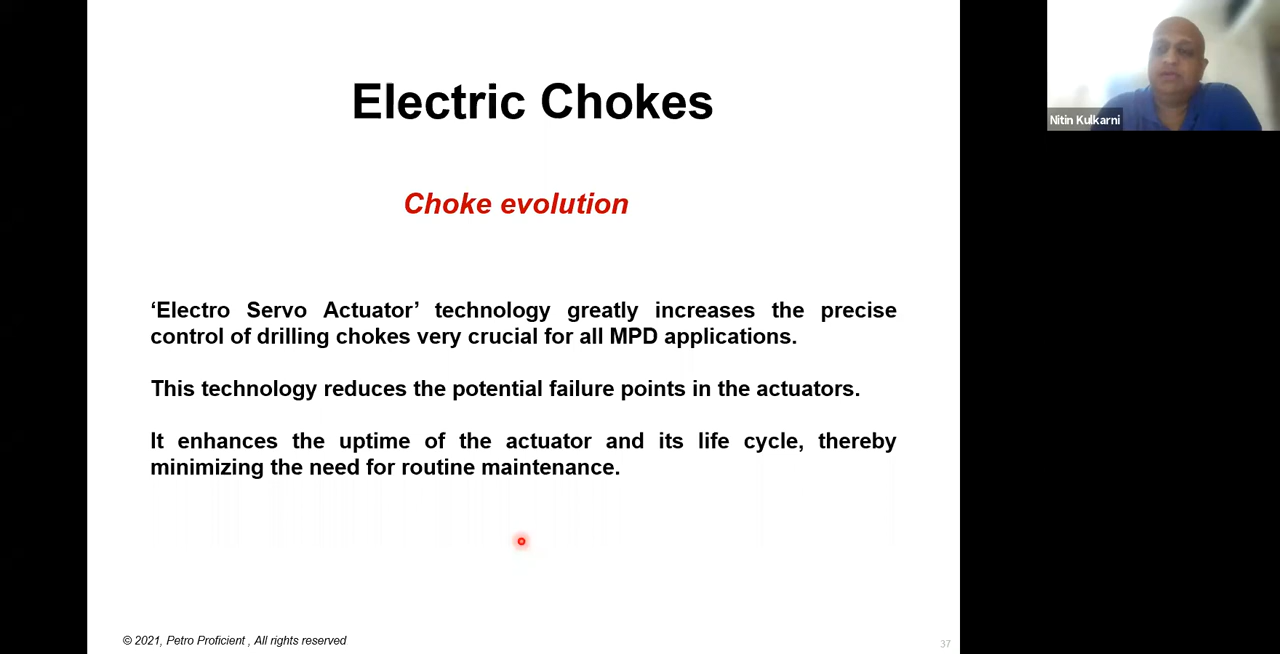 Electric Chokes
Nitin Kulkarni
Choke evolution
‘Electro Servo Actuator’ technology greatly increases the precise
control of drilling chokes very crucial for all MPD applications.
This technology reduces the potential failure points in the actuators.
It enhances the uptime of the actuator and its life cycle, thereby
minimizing the need for routine maintenance.
© 2021, Petro Proficient , All rights reserved
37